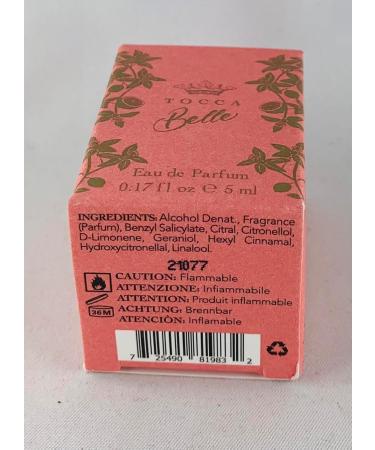 TOCCA
Belle
Eau de Parfum
0.17 fl oz ℮ 5 ml
INGREDIENTS: Alcohol Denat., Fragrance
(Parfum), Benzyl Salicylate, Citral, Citronellol,
D-Limonene, Geraniol, Hexyl Cinnamal,
Hydroxycitronellal, Linalool.
21077
CAUTION: Flammable
ATTENZIONE: Infiammibile
ATTENTION: Produit inflammable
36M
ACHTUNG: Brennbar
ATENCIÒN: Inflamable
7 25490 81983 2